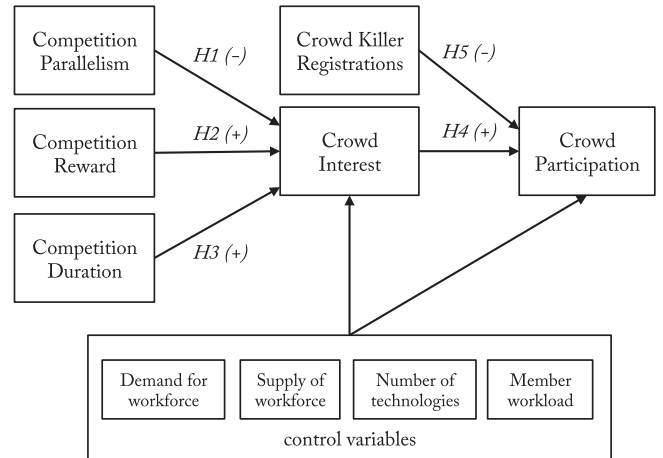 Competition
Parallelism
H1 (-)
Crowd Killer
Registrations
H5 (-)
Competition
Reward
H2 (+)
Crowd
Interest
H4 (+)
Crowd
Participation
Competition
Duration
H3 (+)
Demand for
workforce
Supply of
workforce
Number of
technologies
Member
workload
control variables